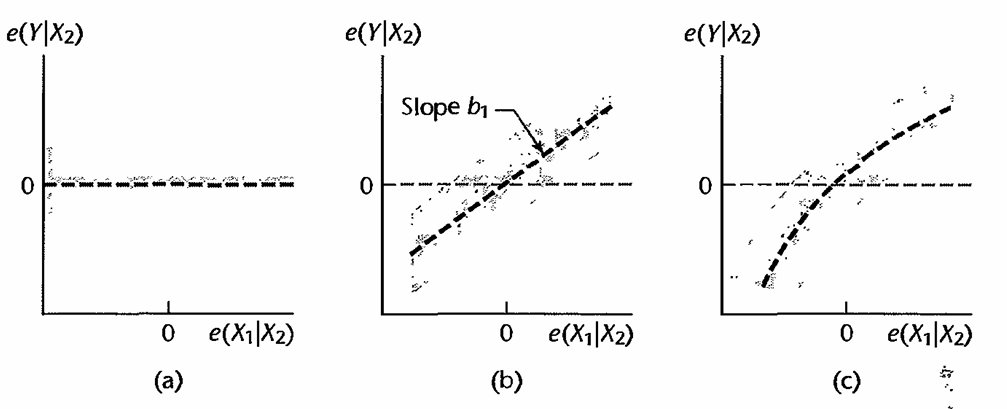 e(Y|X₂) e(Y|X₂) e(Y|X₂)
Slope b₁
0 0 0
0 e(X₁|X₂) 0 e(X₁|X₂) 0 e(X₁|X₂)
(a) (b) (c)